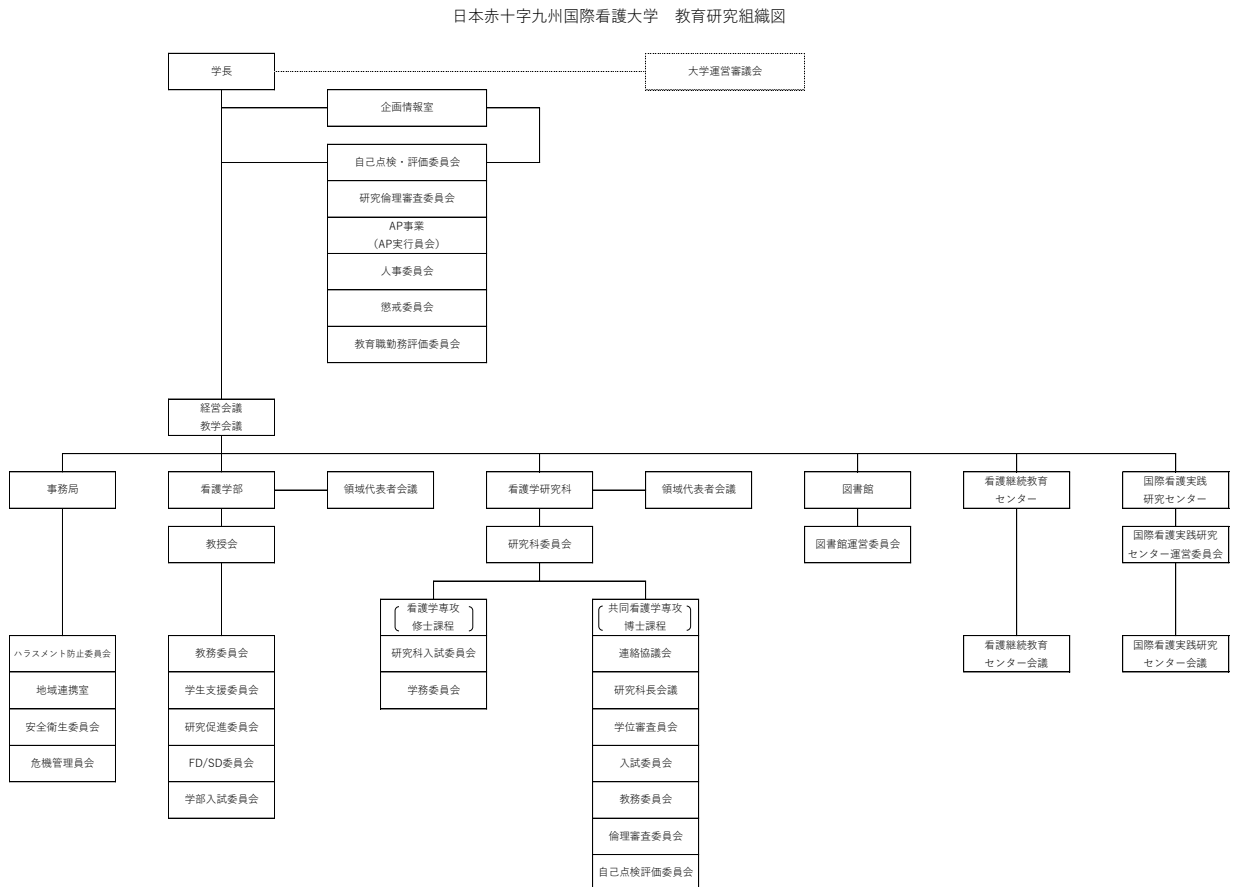 日本赤十字九州国際看護大学　教育研究組織図
学長
大学運営審議会
企画情報室
自己点検・評価委員会
研究倫理審査委員会
AP事業
（AP実行員会）
人事委員会
懲戒委員会
教育職勤務評価委員会
経営会議
教学会議
事務局
看護学部
領域代表者会議
看護学研究科
領域代表者会議
図書館
看護継続教育
センター
国際看護実践
研究センター
教授会
研究科委員会
図書館運営委員会
国際看護実践研究
センター運営委員会
看護学専攻
修士課程
共同看護学専攻
博士課程
ハラスメント防止委員会
地域連携室
安全衛生委員会
危機管理員会
教務委員会
学生支援委員会
研究促進委員会
FD/SD委員会
学部入試委員会
研究科入試委員会
学務委員会
連絡協議会
研究科長会議
学位審査員会
入試委員会
教務委員会
倫理審査委員会
自己点検評価委員会
看護継続教育
センター会議
国際看護実践研究
センター会議